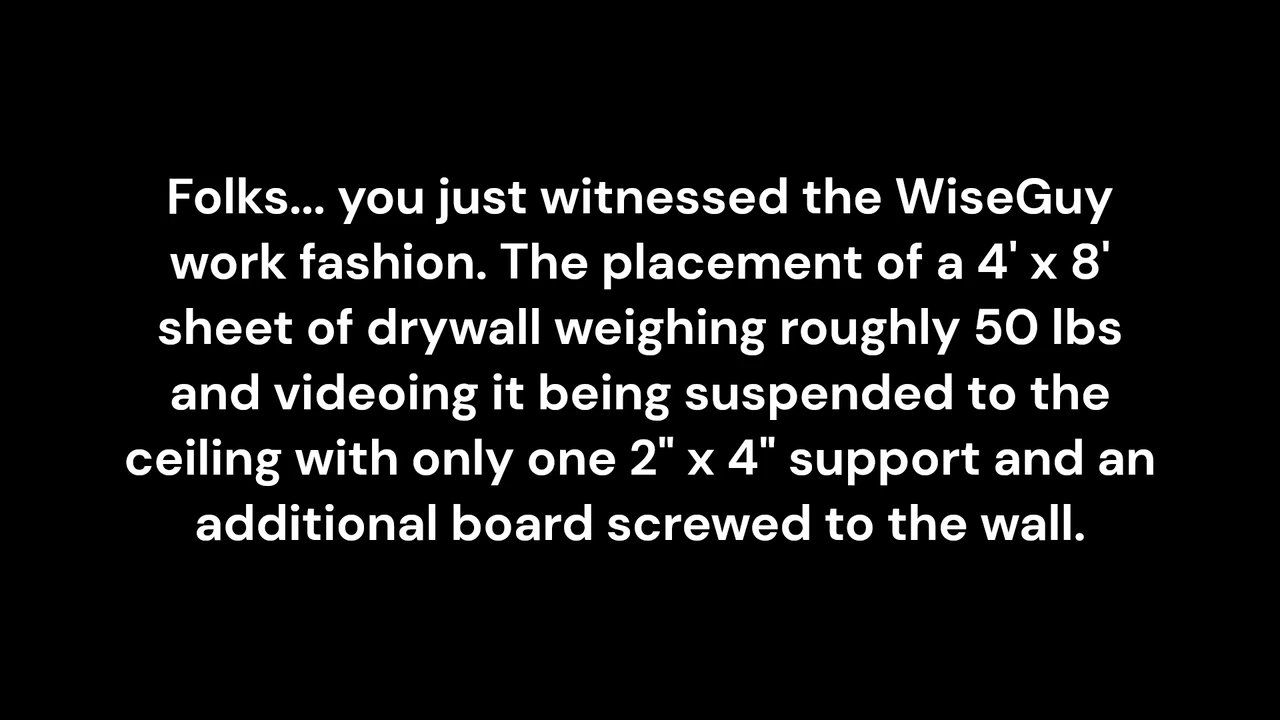 Folks... you just witnessed the WiseGuy
work fashion. The placement of a 4' x 8'
sheet of drywall weighing roughly 50 lbs
and videoing it being suspended to the
ceiling with only one 2" x 4" support and an
additional board screwed to the wall.